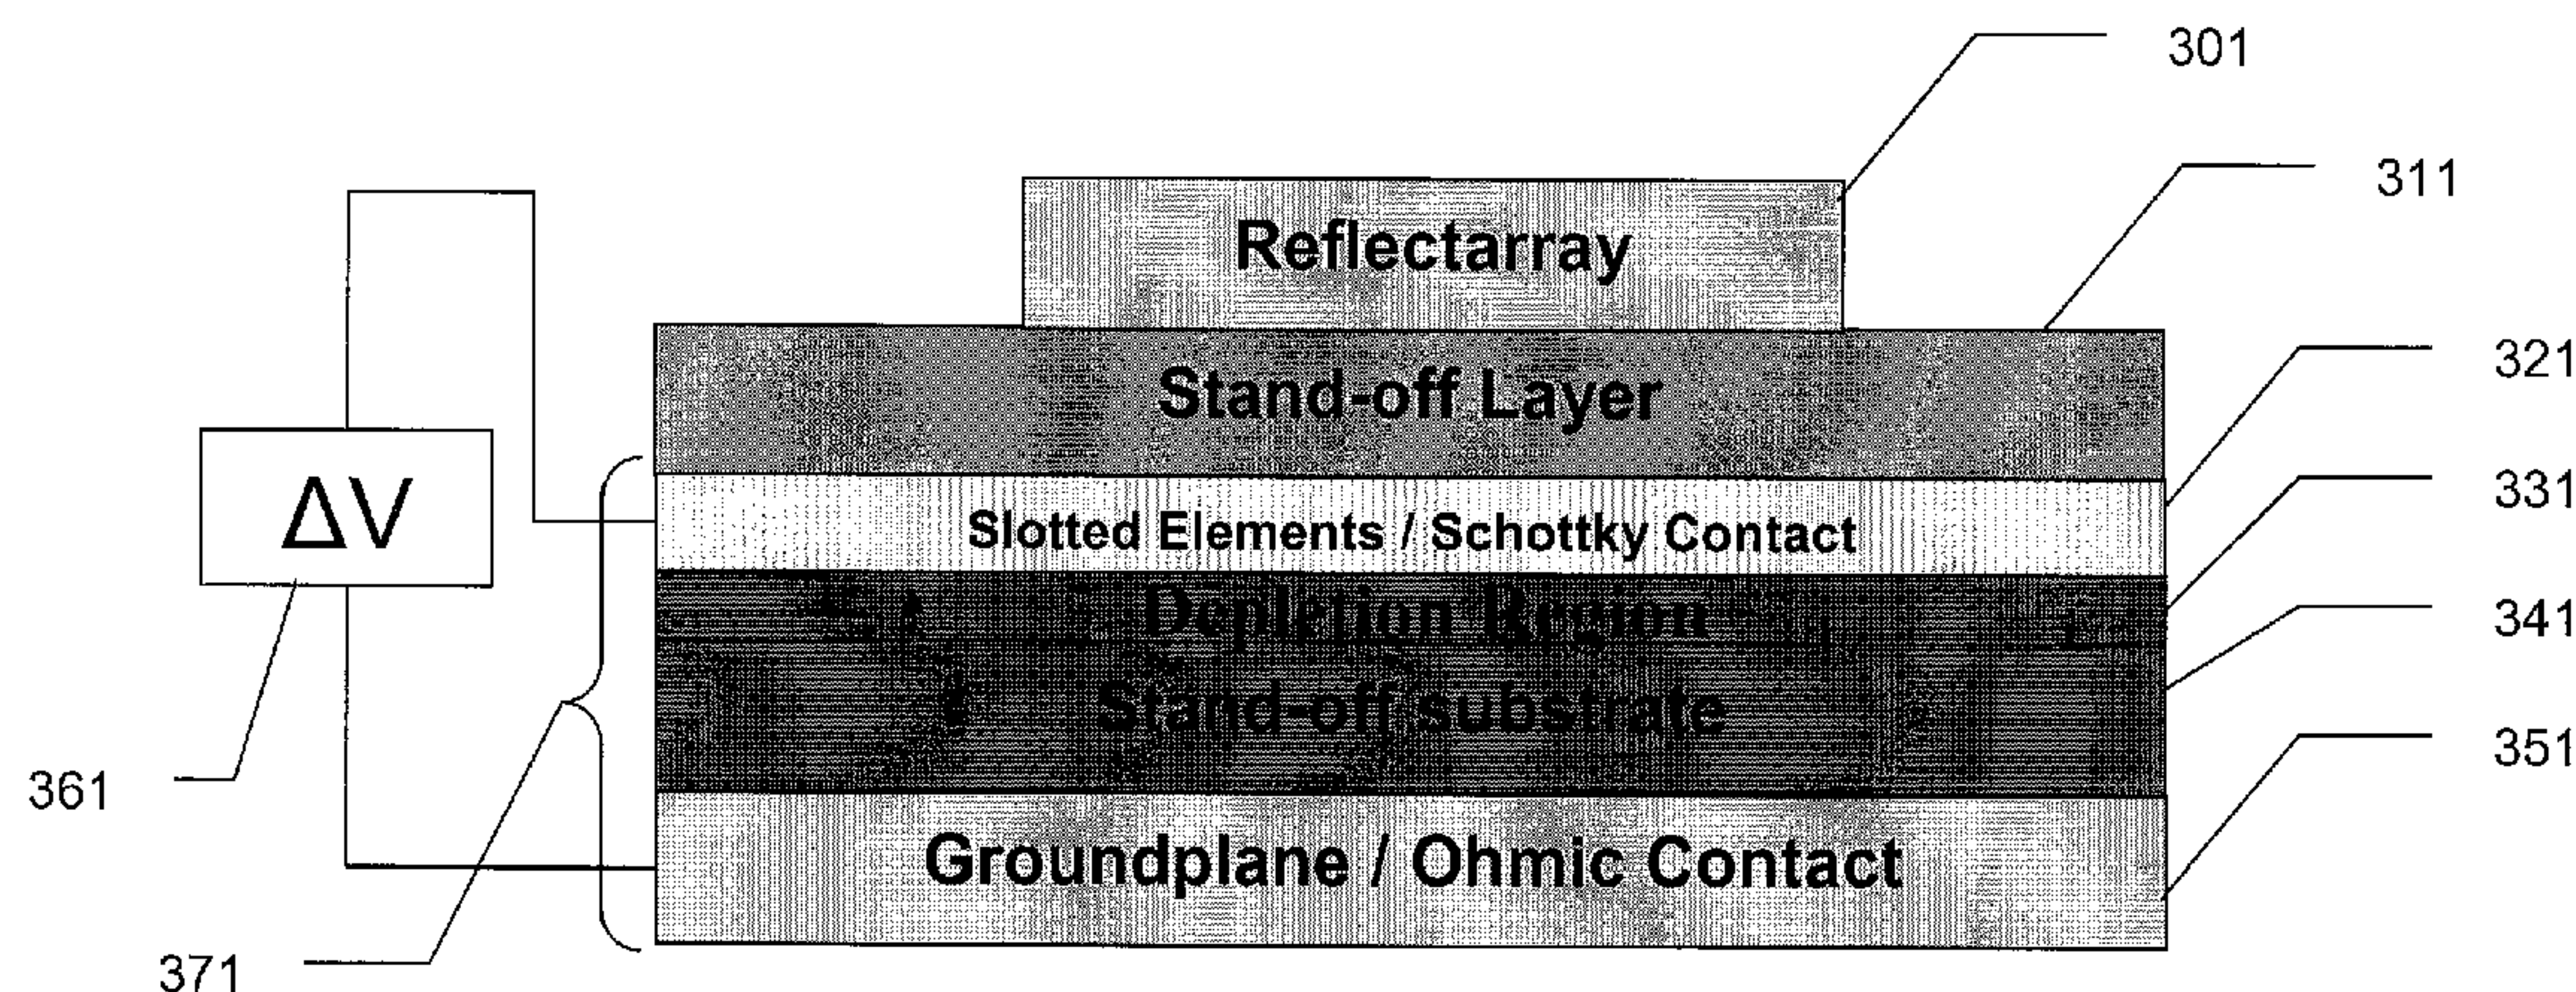 301
311
Reflectarray
Stand-off Layer
321
Slotted Elements / Schottky Contact
331
ΔV
Depletion Region
341
Stand-off substrate
351
361
Groundplane / Ohmic Contact
371